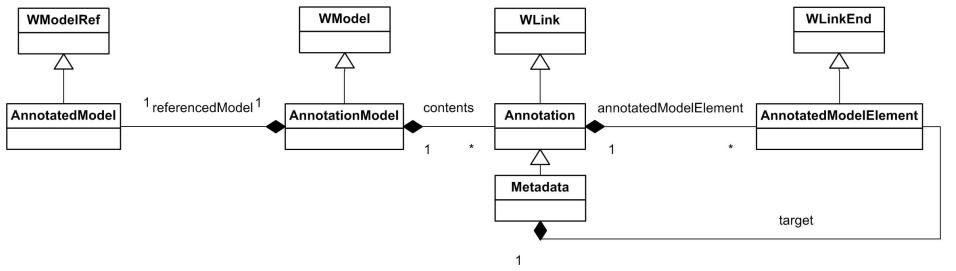 WModelRef
WModel
WLink
WLinkEnd
AnnotatedModel
1
referencedModel
1
AnnotationModel
contents
1
*
Annotation
annotatedModelElement
1
*
AnnotatedModelElement
Metadata
target
1